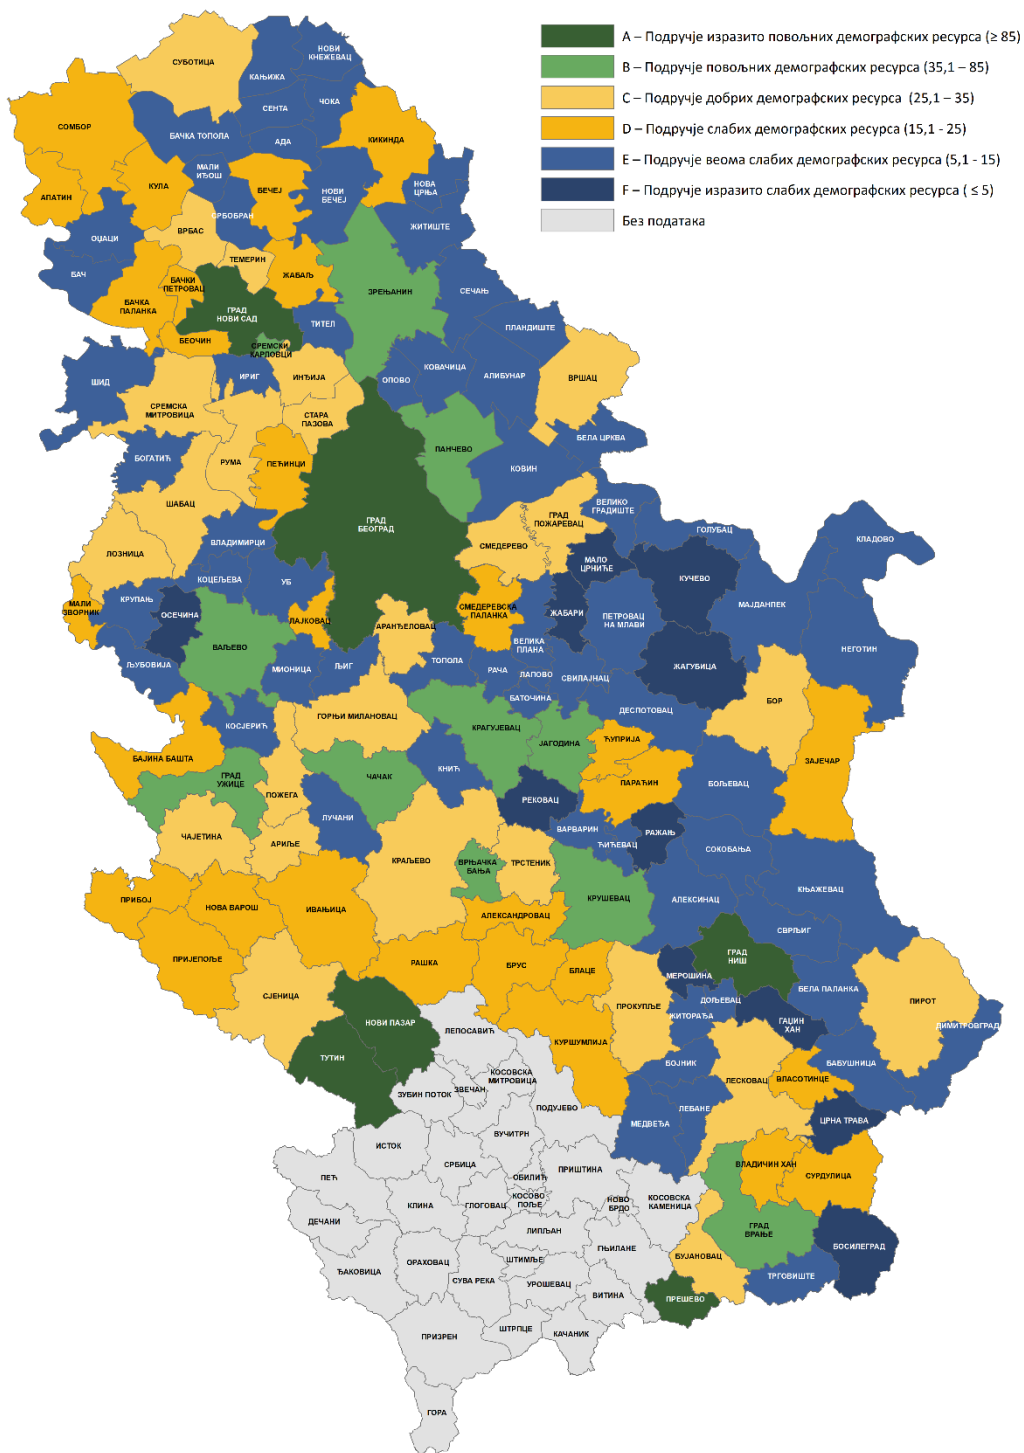 А – Подручје изразито повољних демографских ресурса (≥ 85)
В – Подручје повољних демографских ресурса (35,1 – 85)
С – Подручје добрих демографских ресурса (25,1 – 35)
D – Подручје слабих демографских ресурса (15,1 - 25)
Е – Подручје веома слабих демографских ресурса (5,1 - 15)
F – Подручје изразито слабих демографских ресурса ( ≤ 5)
Без података
СУБОТИЦА
НОВИ
КНЕЖЕВАЦ
КАЊИЖА
ЧОКА
СЕНТА
СОМБОР
БАЧКА ТОПОЛА
АДА
КИКИНДА
МАЛИ
ИЂОШ
КУЛА
БЕЧЕЈ
НОВИ
БЕЧЕЈ
НОВА
ЦРЊА
АПАТИН
СРБОБРАН
ЖИТИШТЕ
ОЏАЦИ
ВРБАС
ТЕМЕРИН
БАЧ
БАЧКИ
ПЕТРОВАЦ
ЖАБАЉ
ЗРЕЊАНИН
СЕЧАЊ
БАЧКА
ПАЛАНКА
ГРАД
НОВИ САД
ТИТЕЛ
ПЛАНДИШТЕ
БЕОЧИН
СРЕМСКИ
КАРЛОВЦИ
ШИД
ИРИГ
ИНЂИЈА
ОПОВО
КОВАЧИЦА
АЛИБУНАР
ВРШАЦ
СРЕМСКА
МИТРОВИЦА
СТАРА
ПАЗОВА
БЕЛА ЦРКВА
БОГАТИЋ
РУМА
ПЕЋИНЦИ
ПАНЧЕВО
КОВИН
ШАБАЦ
ГРАД
БЕОГРАД
ВЕЛИКО
ГРАДИШТЕ
ГРАД
ПОЖАРЕВАЦ
ГОЛУБАЦ
КЛАДОВО
ЛОЗНИЦА
ВЛАДИМИРЦИ
СМЕДЕРЕВО
МАЛО
ЦРНИЋЕ
КУЧЕВО
КОЦЕЉЕВА
УБ
МАЛИ
ЗВОРНИК
КРУПАЊ
ОСЕЧИНА
ЛАЈКОВАЦ
АРАНЂЕЛОВАЦ
СМЕДЕРЕВСКА
ПАЛАНКА
ЖАБАРИ
ПЕТРОВАЦ
НА МЛАВИ
МАЈДАНПЕК
ВАЉЕВО
НЕГОТИН
ЉУБОВИЈА
МИОНИЦА
ЉИГ
ТОПОЛА
ВЕЛИКА
ПЛАНА
РАЧА
ЛАПОВО
СВИЛАЈНАЦ
ЖАГУБИЦА
БАТОЧИНА
БОР
ДЕСПОТОВАЦ
КОСЈЕРИЋ
ГОРЊИ МИЛАНОВАЦ
КРАГУЈЕВАЦ
ЈАГОДИНА
ЋУПРИЈА
БАЈИНА БАШТА
ЗАЈЕЧАР
ГРАД
УЖИЦЕ
ЧАЧАК
КНИЋ
ПАРАЋИН
БОЉЕВАЦ
ПОЖЕГА
РЕКОВАЦ
ЛУЧАНИ
ВАРВАРИН
РАЖАЊ
ЧАЈЕТИНА
АРИЉЕ
ЋИЋЕВАЦ
СОКОБАЊА
КРАЉЕВО
ВРЊАЧКА
БАЊА
ТРСТЕНИК
КЊАЖЕВАЦ
ПРИБОЈ
НОВА ВАРОШ
ИВАЊИЦА
КРУШЕВАЦ
АЛЕКСИНАЦ
АЛЕКСАНДРОВАЦ
СВРЉИГ
ПРИЈЕПОЉЕ
РАШКА
БРУС
БЛАЦЕ
ГРАД
НИШ
МЕРОШИНА
БЕЛА ПАЛАНКА
СЈЕНИЦА
ПРОКУПЉЕ
ДОЉЕВАЦ
ПИРОТ
ЖИТОРАЂА
ГАЏИН
ХАН
ДИМИТРОВГРАД
НОВИ ПАЗАР
ЛЕПОСАВИЋ
КУРШУМЛИЈА
ТУТИН
БОЈНИК
БАБУШНИЦА
КОСОВСКА
МИТРОВИЦА
ЗУБИН ПОТОК
ЗВЕЧАН
ЛЕСКОВАЦ
ВЛАСОТИНЦЕ
ПОДУЈЕВО
МЕДВЕЂА
ЛЕБАНЕ
ЦРНА ТРАВА
ИСТОК
ВУЧИТРН
СРБИЦА
ПЕЋ
ПРИШТИНА
ОБИЛИЋ
ВЛАДИЧИН ХАН
СУРДУЛИЦА
КЛИНА
ГЛОГОВАЦ
КОСОВО
ПОЉЕ
НОВО
БРДО
КОСОВСКА
КАМЕНИЦА
ДЕЧАНИ
ЛИПЉАН
ГРАД
ВРАЊЕ
ГЊИЛАНЕ
БУЈАНОВАЦ
БОСИЛЕГРАД
ЂАКОВИЦА
ОРАХОВАЦ
ШТИМЉЕ
СУВА РЕКА
УРОШЕВАЦ
ТРГОВИШТЕ
ВИТИНА
ПРЕШЕВО
ПРИЗРЕН
ШТРПЦЕ
КАЧАНИК
ГОРА